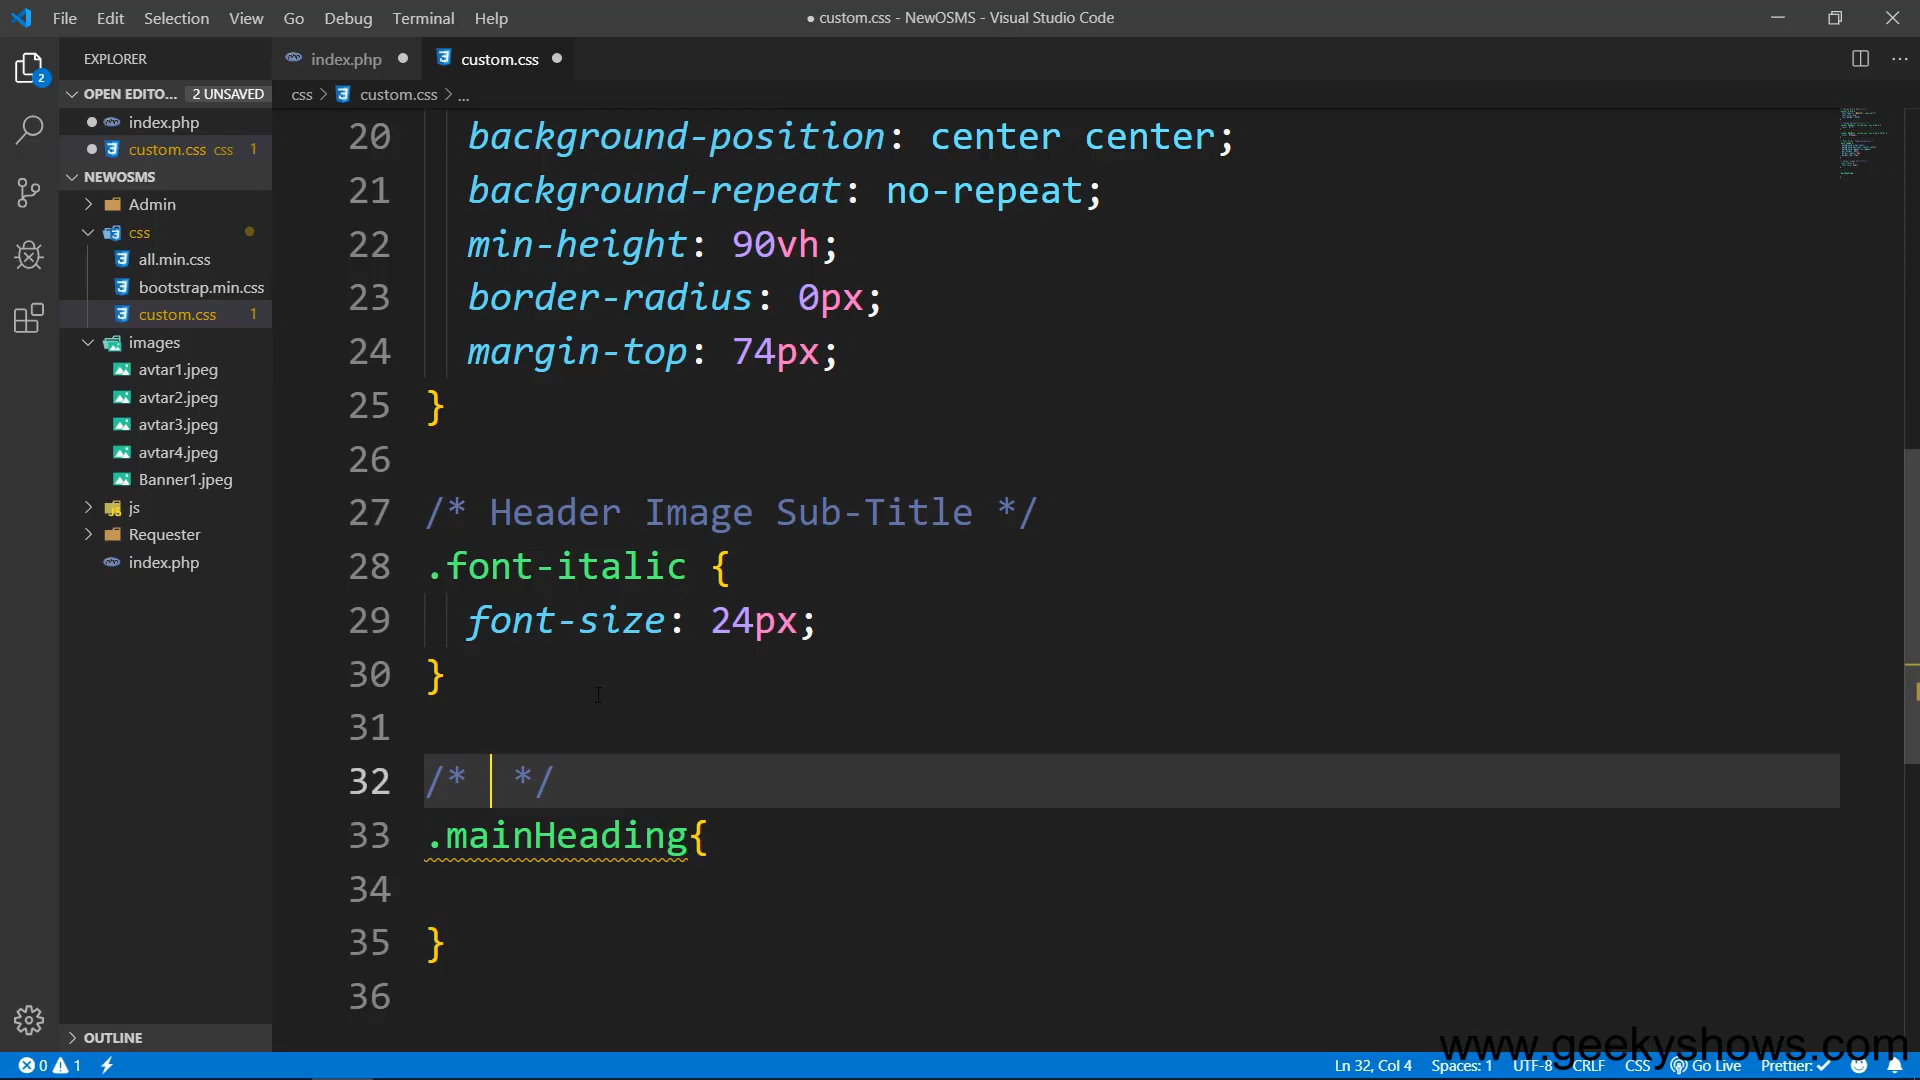 File Edit Selection View Go Debug Terminal Help
● custom.css - NewOSMS - Visual Studio Code
EXPLORER
index.php
custom.css
OPEN EDITO... 2 UNSAVED
css > custom.css > ...
index.php
custom.css css 1
NEWOSMS
Admin
css
all.min.css
bootstrap.min.css
custom.css 1
images
avtar1.jpeg
avtar2.jpeg
avtar3.jpeg
avtar4.jpeg
Banner1.jpeg
js
Requester
index.php
OUTLINE
2
20 background-position: center center;
21 background-repeat: no-repeat;
22 min-height: 90vh;
23 border-radius: 0px;
24 margin-top: 74px;
25 }
26
27 /* Header Image Sub-Title */
28 .font-italic {
29 font-size: 24px;
30 }
31
32 /* */
33 .mainHeading{
34
35 }
36
www.geekyshows.com
0 1
Ln 32, Col 4 Spaces: 1 UTF-8 CRLF CSS Go Live Prettier: ✓